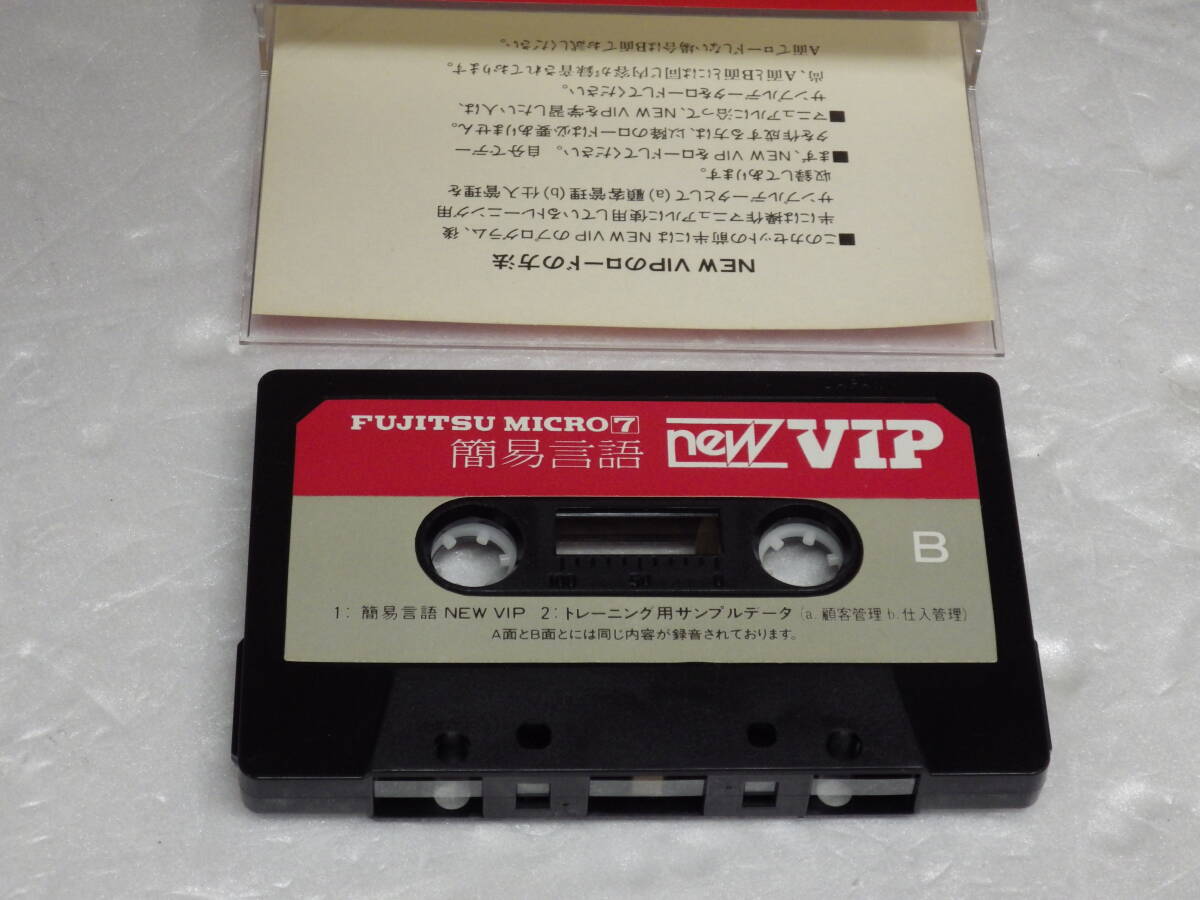 NEW VIPのロードの方法
■このカセットの前半にはNEW VIPのプログラム、後
半には操作マニュアルに使用しているトレーニング用
サンプルデータとして(a)顧客管理(b)仕入管理を
収録してあります。
■まず、NEW VIPをロードしてください。 自分でデー
タを作成する方は、以降のロードは必要ありません。
■マニュアルに沿って、NEW VIPを学習したい人は、
サンプルデータをロードしてください。
尚、A面とB面とには同じ内容が録音されております。
A面でロードしない場合はB面でお試しください。
JAPAN
FUJITSU MICRO 7
簡易言語
new VIP
B
100 50 0
1: 簡易言語 NEW VIP 2: トレーニング用サンプルデータ (a. 顧客管理 b. 仕入管理)
A面とB面とには同じ内容が録音されております。